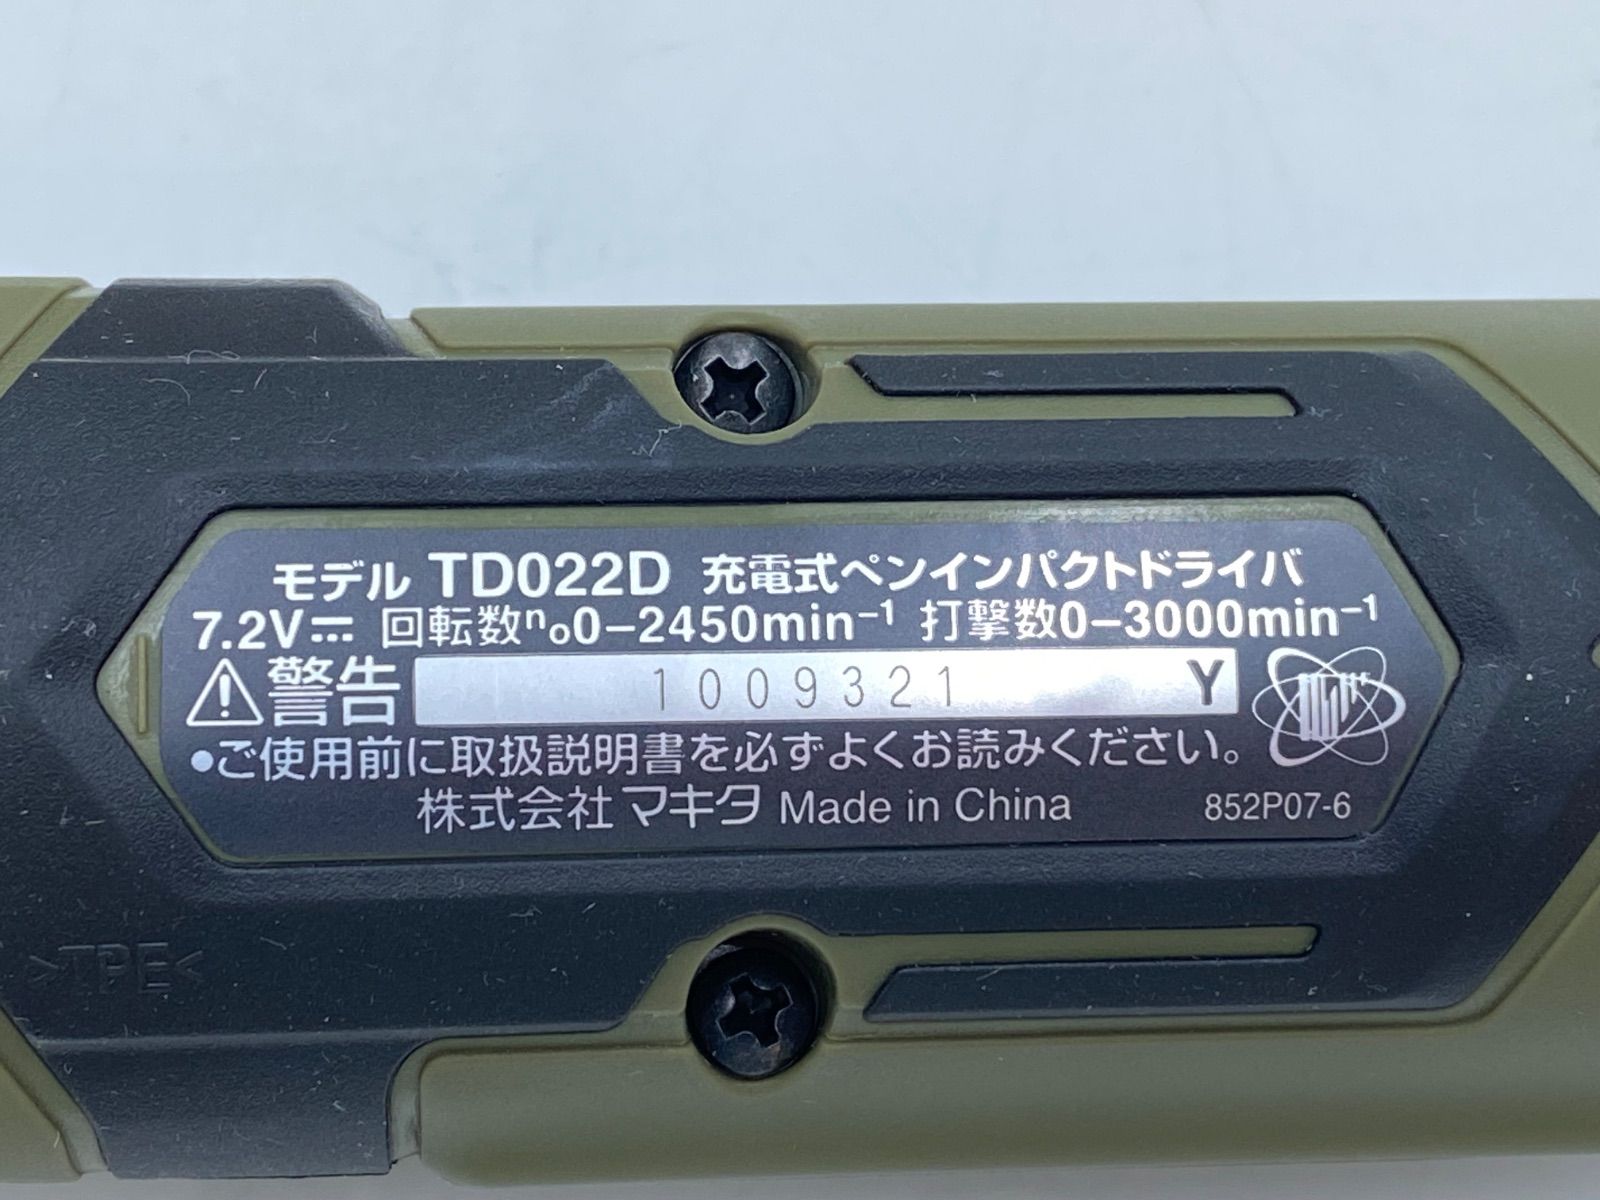 モデル TD022D 充電式ペンインパクトドライバ
7.2V⎓ 回転数nₒ0-2450min⁻¹ 打撃数0-3000min⁻¹
⚠警告 1009321 Y
●ご使用前に取扱説明書を必ずよくお読みください。
株式会社マキタ Made in China 852P07-6
>TPE<